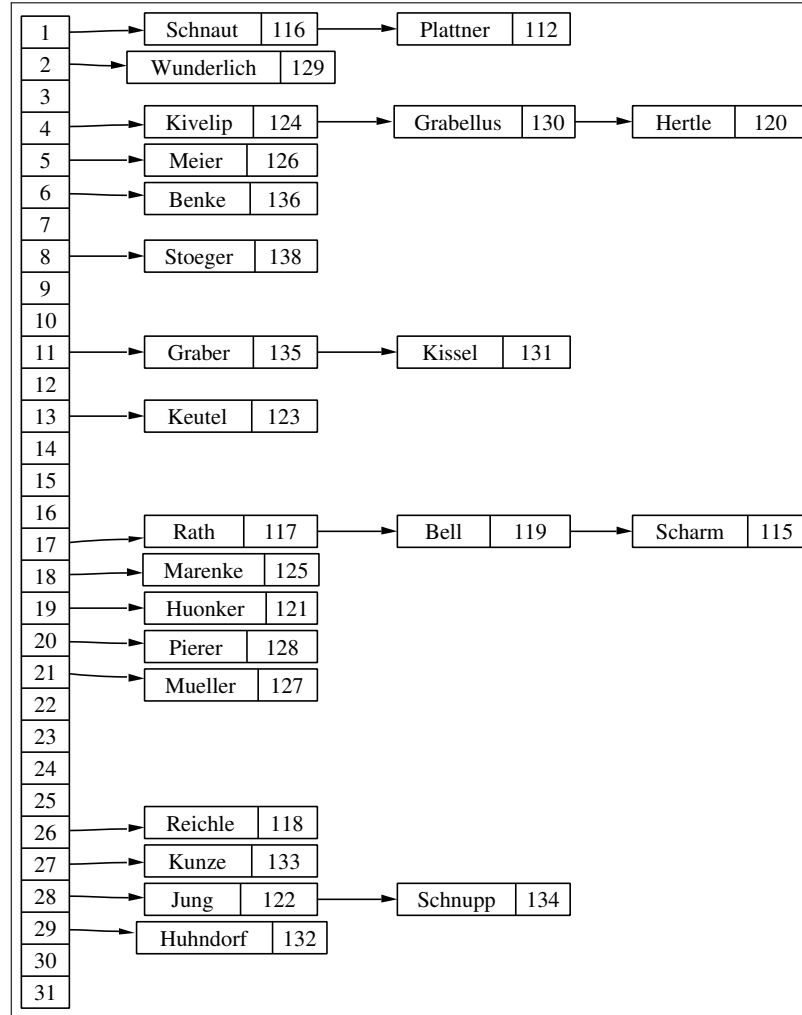 1 Schnaut 116 Plattner 112
2 Wunderlich 129
3
4 Kivelip 124 Grabellus 130 Hertle 120
5 Meier 126
6 Benke 136
7
8 Stoeger 138
9
10
11 Graber 135 Kissel 131
12
13 Keutel 123
14
15
16
17 Rath 117 Bell 119 Scharm 115
18 Marenke 125
19 Huonker 121
20 Pierer 128
21 Mueller 127
22
23
24
25
26 Reichle 118
27 Kunze 133
28 Jung 122 Schnupp 134
29 Huhndorf 132
30
31